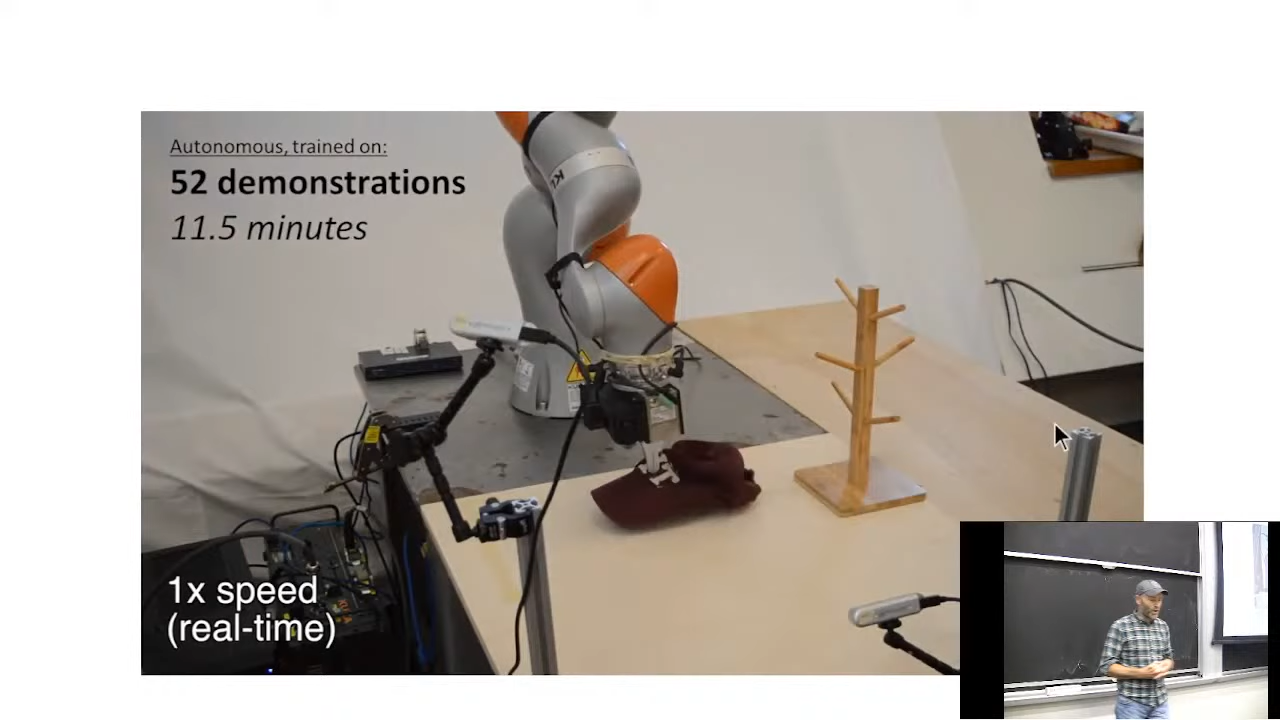 Autonomous, trained on:
52 demonstrations
11.5 minutes
1x speed
(real-time)